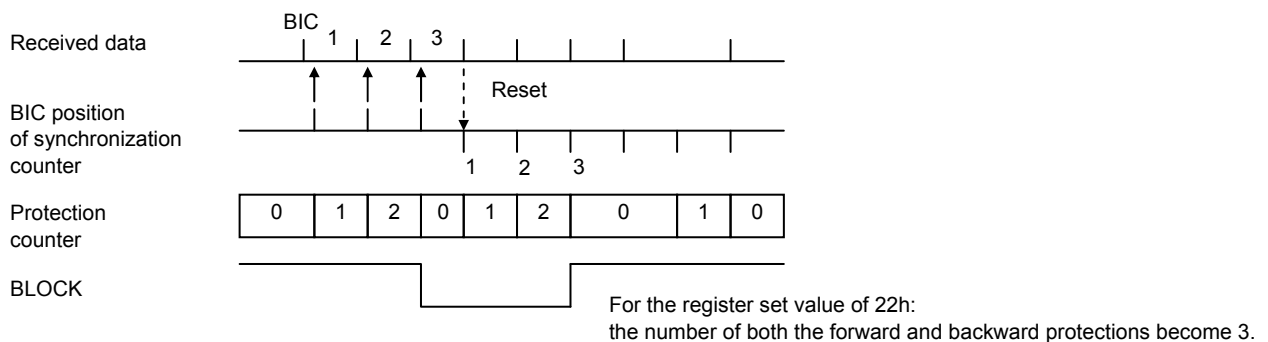 BIC
Received data
1 2 3
Reset
BIC position
of synchronization
counter
1 2 3
Protection
counter
0 1 2 0 1 2 0 1 0
BLOCK
For the register set value of 22h:
the number of both the forward and backward protections become 3.